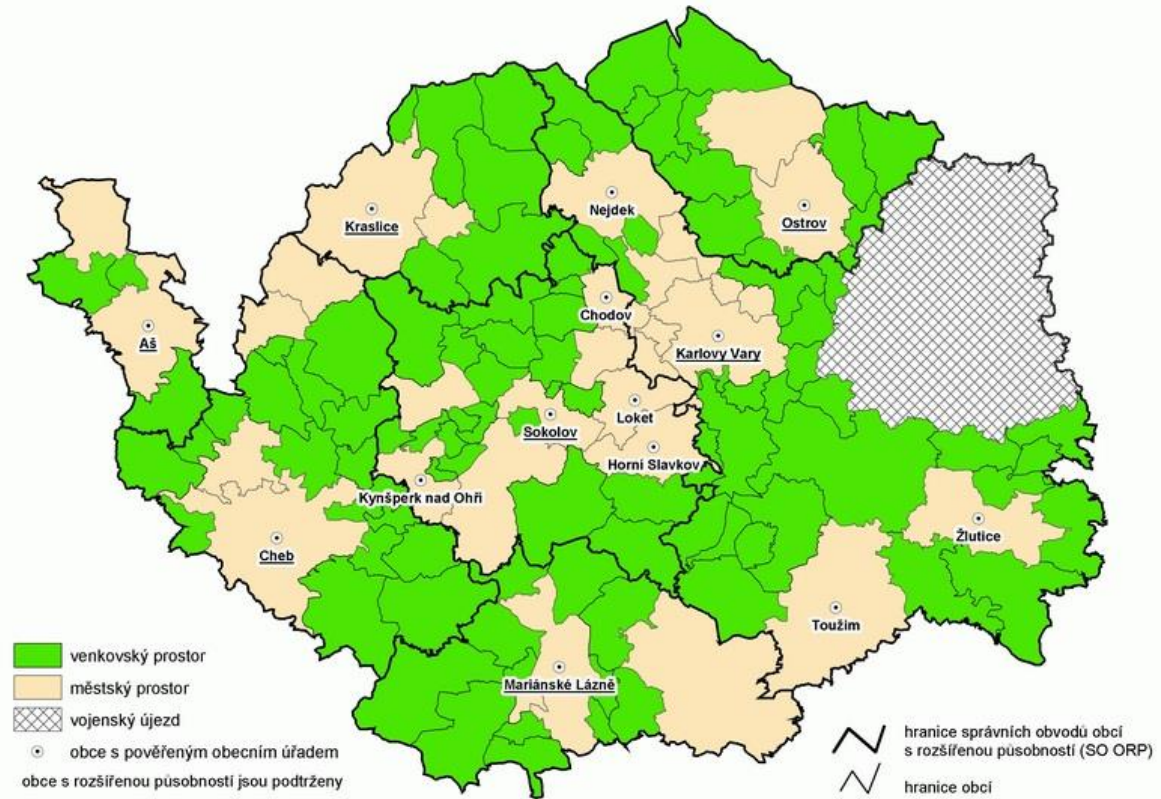 Nejdek
Kraslice
Ostrov
Chodov
Aš
Karlovy Vary
Loket
Sokolov
Horní Slavkov
Kynšperk nad Ohří
Žlutice
Cheb
Toužim
Mariánské Lázně
venkovský prostor
městský prostor
vojenský újezd
obce s pověřeným obecním úřadem
obce s rozšířenou působností jsou podtrženy
hranice správních obvodů obcí
s rozšířenou působností (SO ORP)
hranice obcí